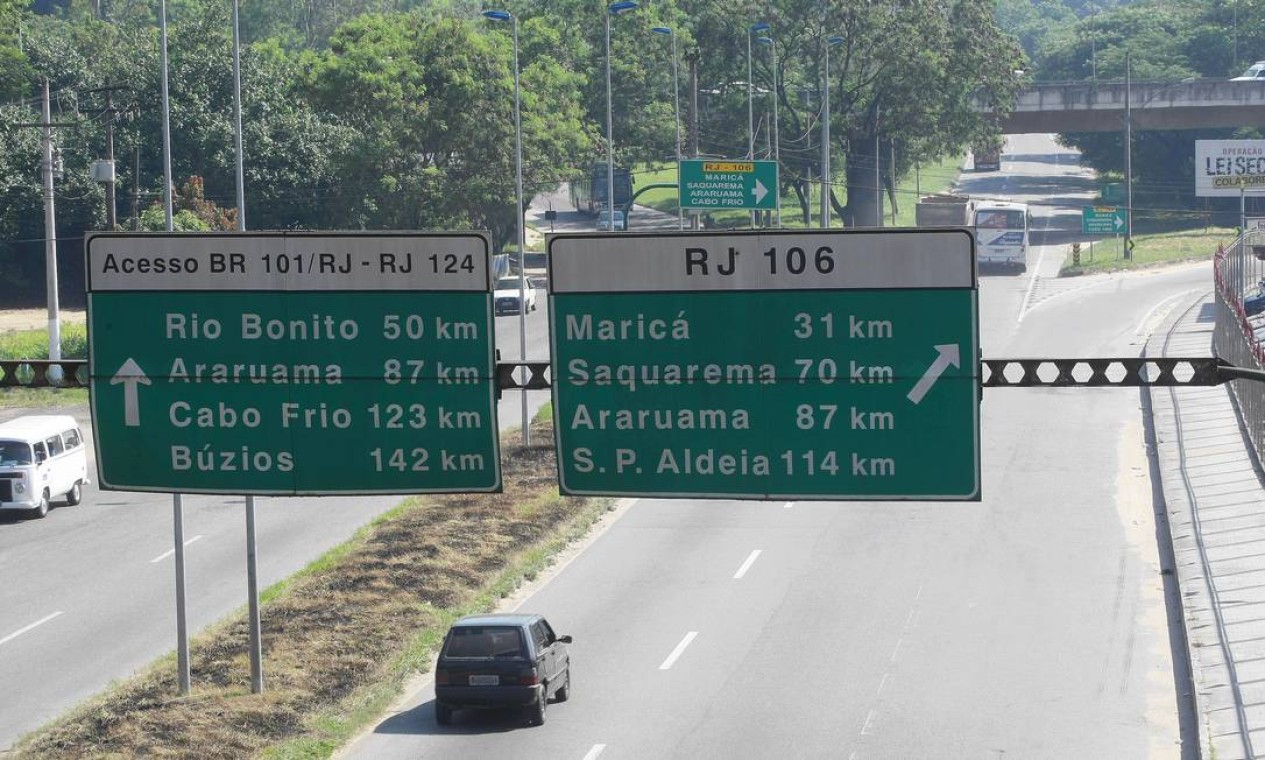 RJ - 106
MARICÁ
SAQUAREMA
ARARUAMA
CABO FRIO
OPERAÇÃO
LEI SECA
Acesso BR 101/RJ - RJ 124
Rio Bonito 50 km
Araruama 87 km
Cabo Frio 123 km
Búzios 142 km
RJ 106
Maricá 31 km
Saquarema 70 km
Araruama 87 km
S. P. Aldeia 114 km